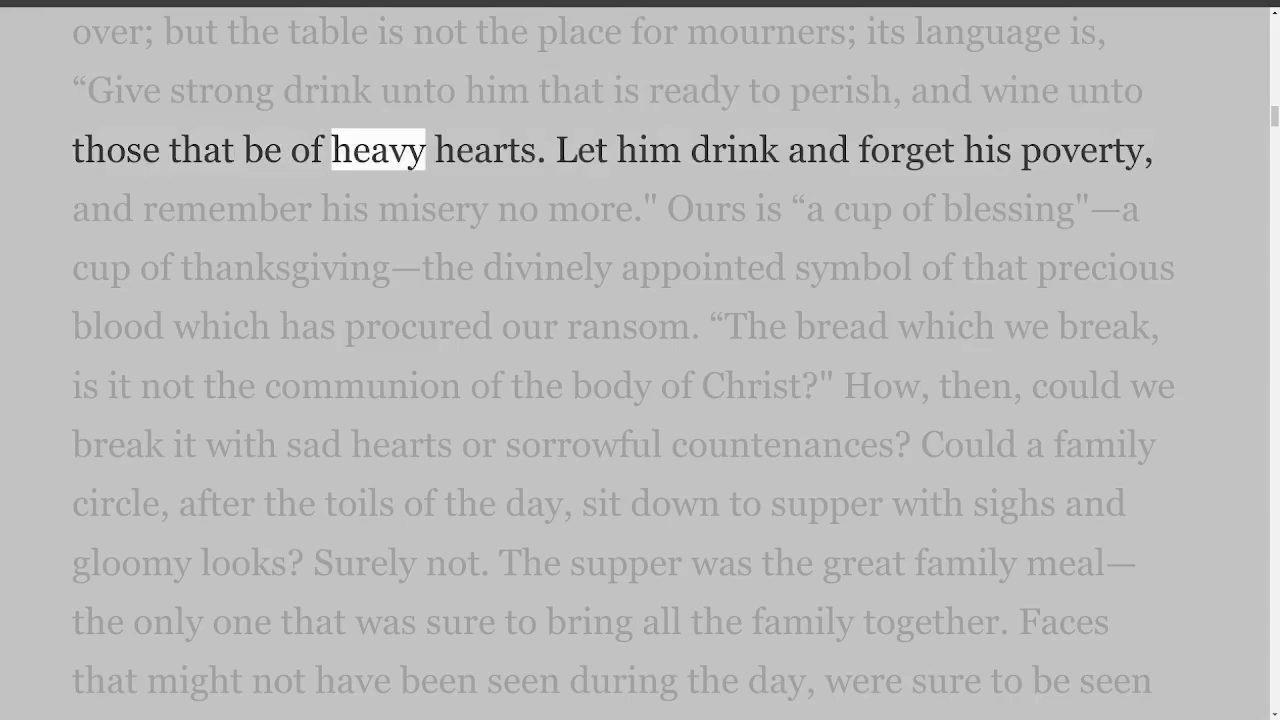 over; but the table is not the place for mourners; its language is,
“Give strong drink unto him that is ready to perish, and wine unto
those that be of heavy hearts. Let him drink and forget his poverty,
and remember his misery no more." Ours is “a cup of blessing"—a
cup of thanksgiving—the divinely appointed symbol of that precious
blood which has procured our ransom. “The bread which we break,
is it not the communion of the body of Christ?" How, then, could we
break it with sad hearts or sorrowful countenances? Could a family
circle, after the toils of the day, sit down to supper with sighs and
gloomy looks? Surely not. The supper was the great family meal—
the only one that was sure to bring all the family together. Faces
that might not have been seen during the day, were sure to be seen